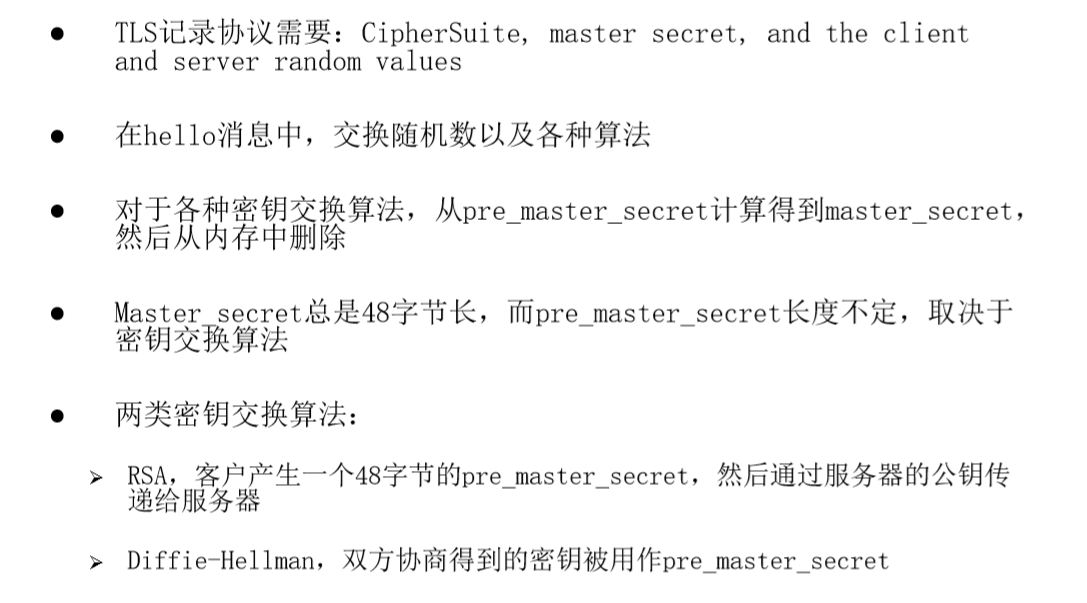 ● TLS记录协议需要：CipherSuite, master secret, and the client
and server random values
● 在hello消息中，交换随机数以及各种算法
● 对于各种密钥交换算法，从pre_master_secret计算得到master_secret，
然后从内存中删除
● Master_secret总是48字节长，而pre_master_secret长度不定，取决于
密钥交换算法
● 两类密钥交换算法：
➢ RSA，客户产生一个48字节的pre_master_secret，然后通过服务器的公钥传
递给服务器
➢ Diffie-Hellman，双方协商得到的密钥被用作pre_master_secret